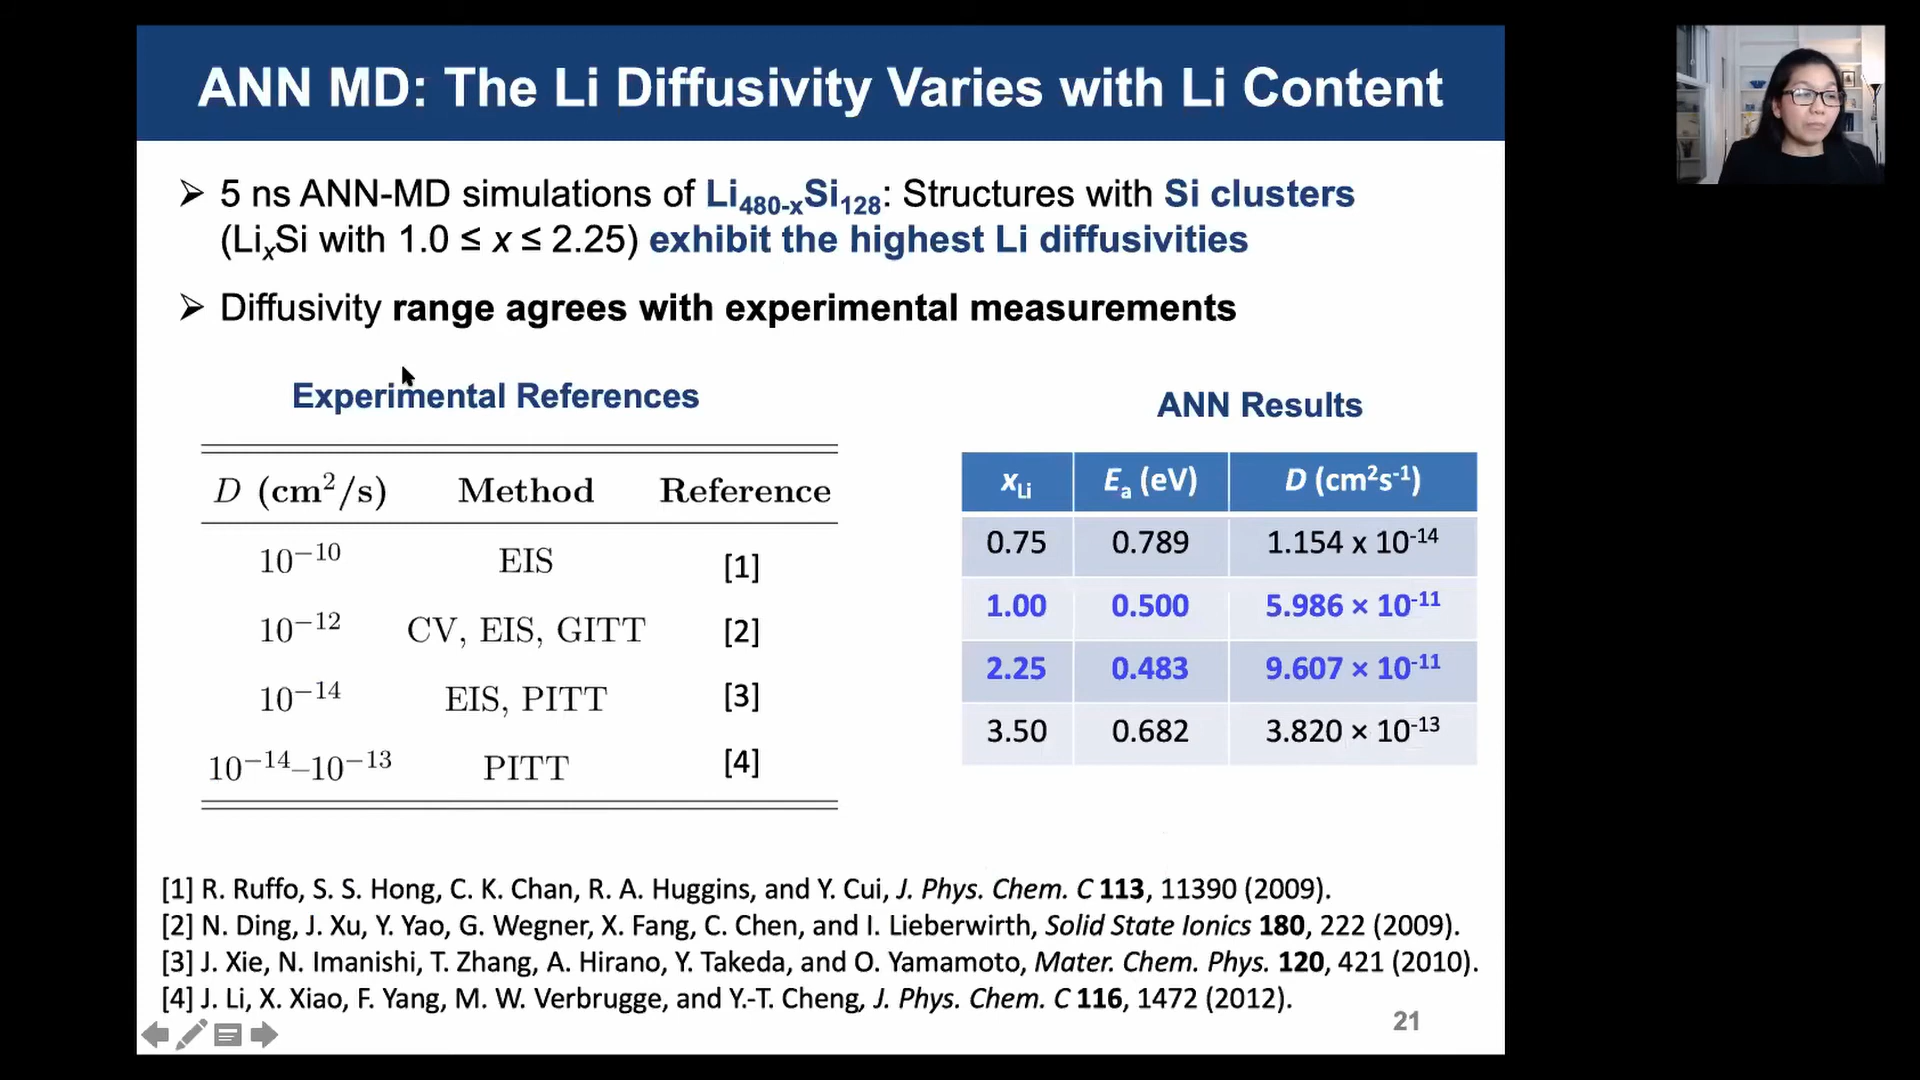 ANN MD: The Li Diffusivity Varies with Li Content
➢ 5 ns ANN-MD simulations of Li₄₈₀₋ₓSi₁₂₈: Structures with Si clusters
(LiₓSi with 1.0 ≤ x ≤ 2.25) exhibit the highest Li diffusivities
➢ Diffusivity range agrees with experimental measurements
Experimental References
D (cm²/s) Method Reference
10⁻¹⁰ EIS [1]
10⁻¹² CV, EIS, GITT [2]
10⁻¹⁴ EIS, PITT [3]
10⁻¹⁴–10⁻¹³ PITT [4]
ANN Results
x_Li E_a (eV) D (cm²s⁻¹)
0.75 0.789 1.154 x 10⁻¹⁴
1.00 0.500 5.986 × 10⁻¹¹
2.25 0.483 9.607 × 10⁻¹¹
3.50 0.682 3.820 × 10⁻¹³
[1] R. Ruffo, S. S. Hong, C. K. Chan, R. A. Huggins, and Y. Cui, J. Phys. Chem. C 113, 11390 (2009).
[2] N. Ding, J. Xu, Y. Yao, G. Wegner, X. Fang, C. Chen, and I. Lieberwirth, Solid State Ionics 180, 222 (2009).
[3] J. Xie, N. Imanishi, T. Zhang, A. Hirano, Y. Takeda, and O. Yamamoto, Mater. Chem. Phys. 120, 421 (2010).
[4] J. Li, X. Xiao, F. Yang, M. W. Verbrugge, and Y.-T. Cheng, J. Phys. Chem. C 116, 1472 (2012).
21